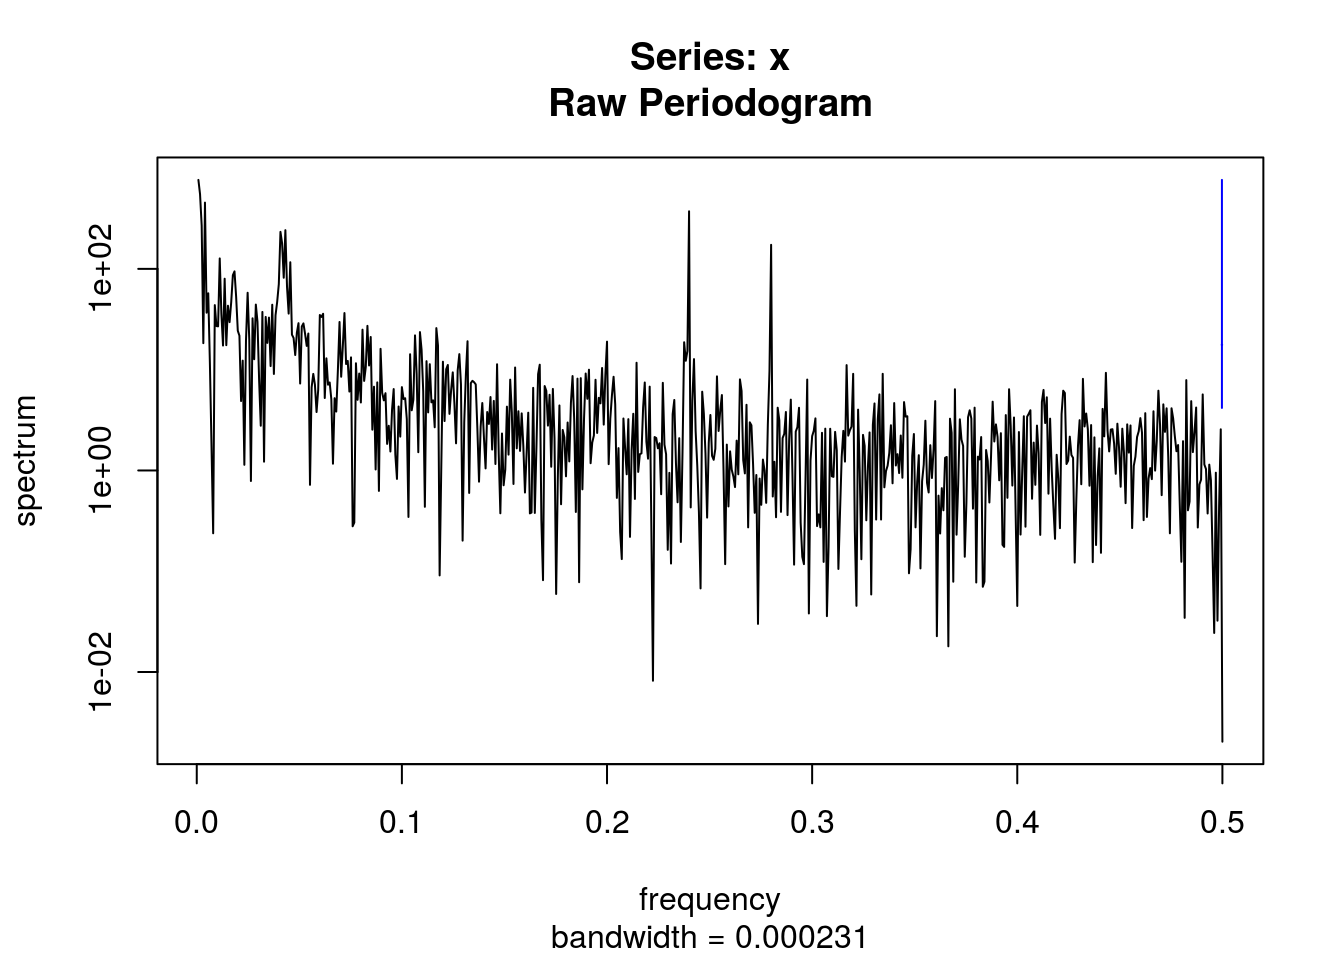 Series: x
Raw Periodogram
spectrum
1e+02
1e+00
1e-02
0.0 0.1 0.2 0.3 0.4 0.5
frequency
bandwidth = 0.000231